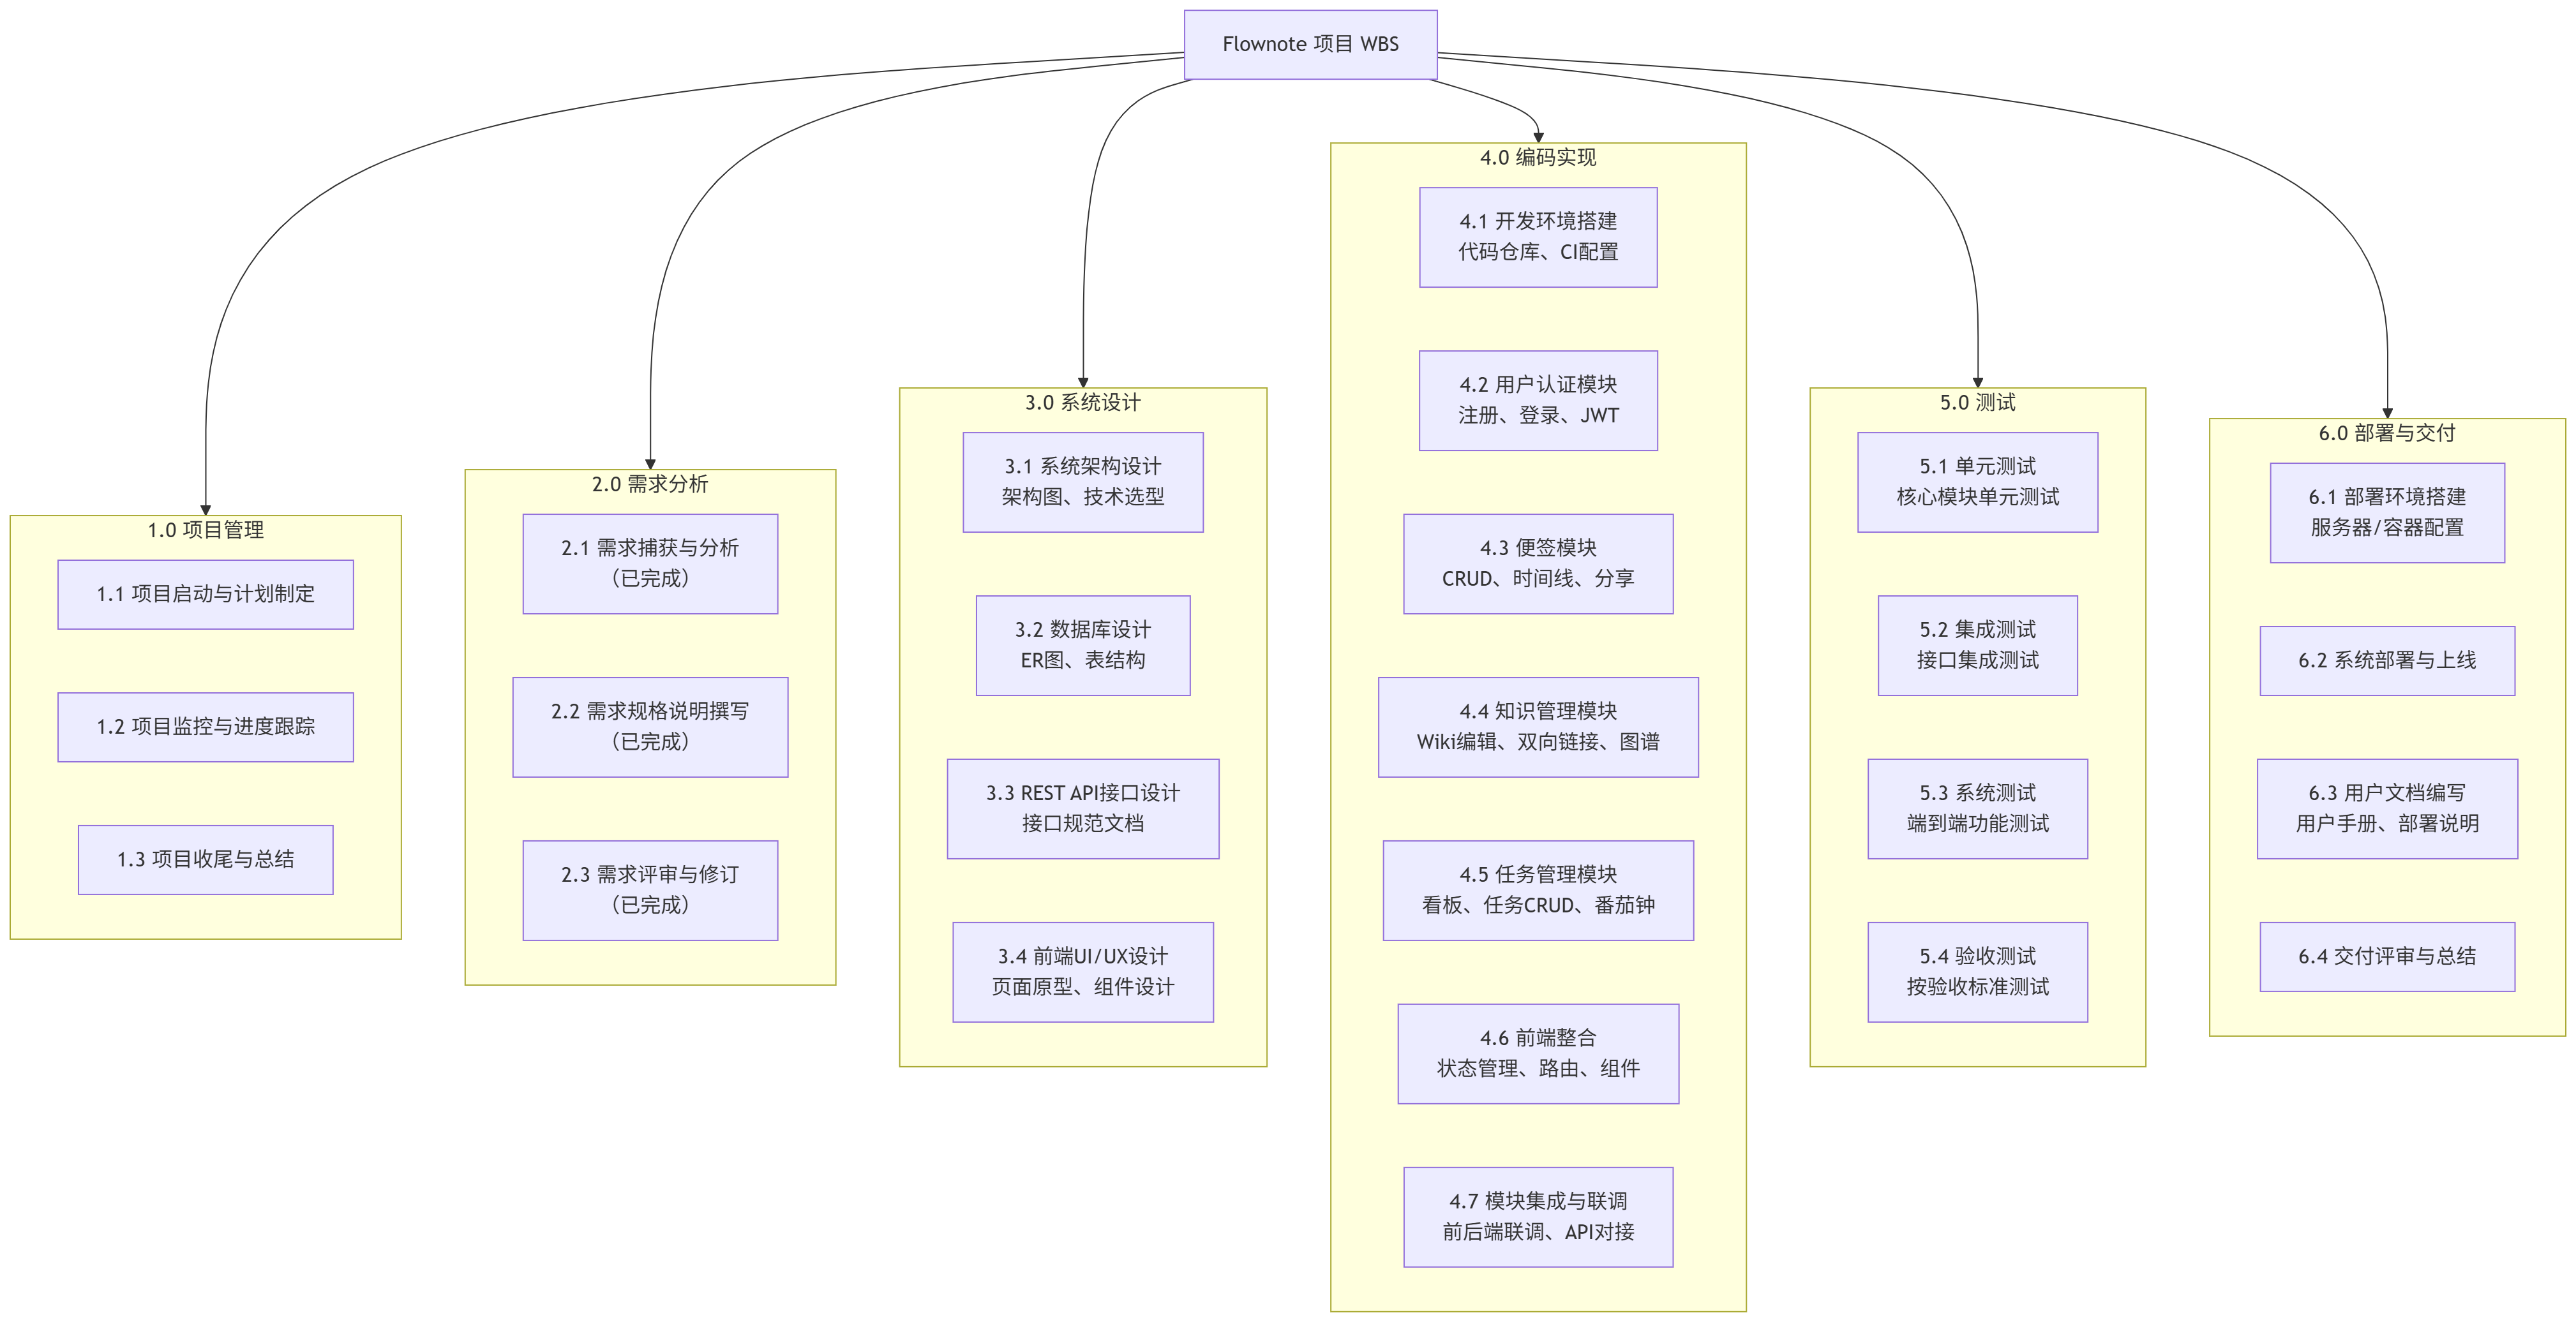 Flownote 项目 WBS
1.0 项目管理
1.1 项目启动与计划制定
1.2 项目监控与进度跟踪
1.3 项目收尾与总结
2.0 需求分析
2.1 需求捕获与分析
（已完成）
2.2 需求规格说明撰写
（已完成）
2.3 需求评审与修订
（已完成）
3.0 系统设计
3.1 系统架构设计
架构图、技术选型
3.2 数据库设计
ER图、表结构
3.3 REST API接口设计
接口规范文档
3.4 前端UI/UX设计
页面原型、组件设计
4.0 编码实现
4.1 开发环境搭建
代码仓库、CI配置
4.2 用户认证模块
注册、登录、JWT
4.3 便签模块
CRUD、时间线、分享
4.4 知识管理模块
Wiki编辑、双向链接、图谱
4.5 任务管理模块
看板、任务CRUD、番茄钟
4.6 前端整合
状态管理、路由、组件
4.7 模块集成与联调
前后端联调、API对接
5.0 测试
5.1 单元测试
核心模块单元测试
5.2 集成测试
接口集成测试
5.3 系统测试
端到端功能测试
5.4 验收测试
按验收标准测试
6.0 部署与交付
6.1 部署环境搭建
服务器/容器配置
6.2 系统部署与上线
6.3 用户文档编写
用户手册、部署说明
6.4 交付评审与总结